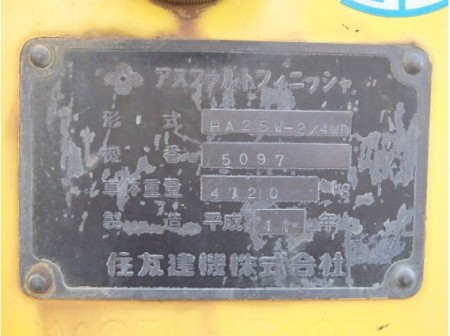 アスファルトフィニッシャ
形式 HA25W-2/4WD
機番 5097
車体重量 4720 kg
製造 平成 11 年
住友建機株式会社